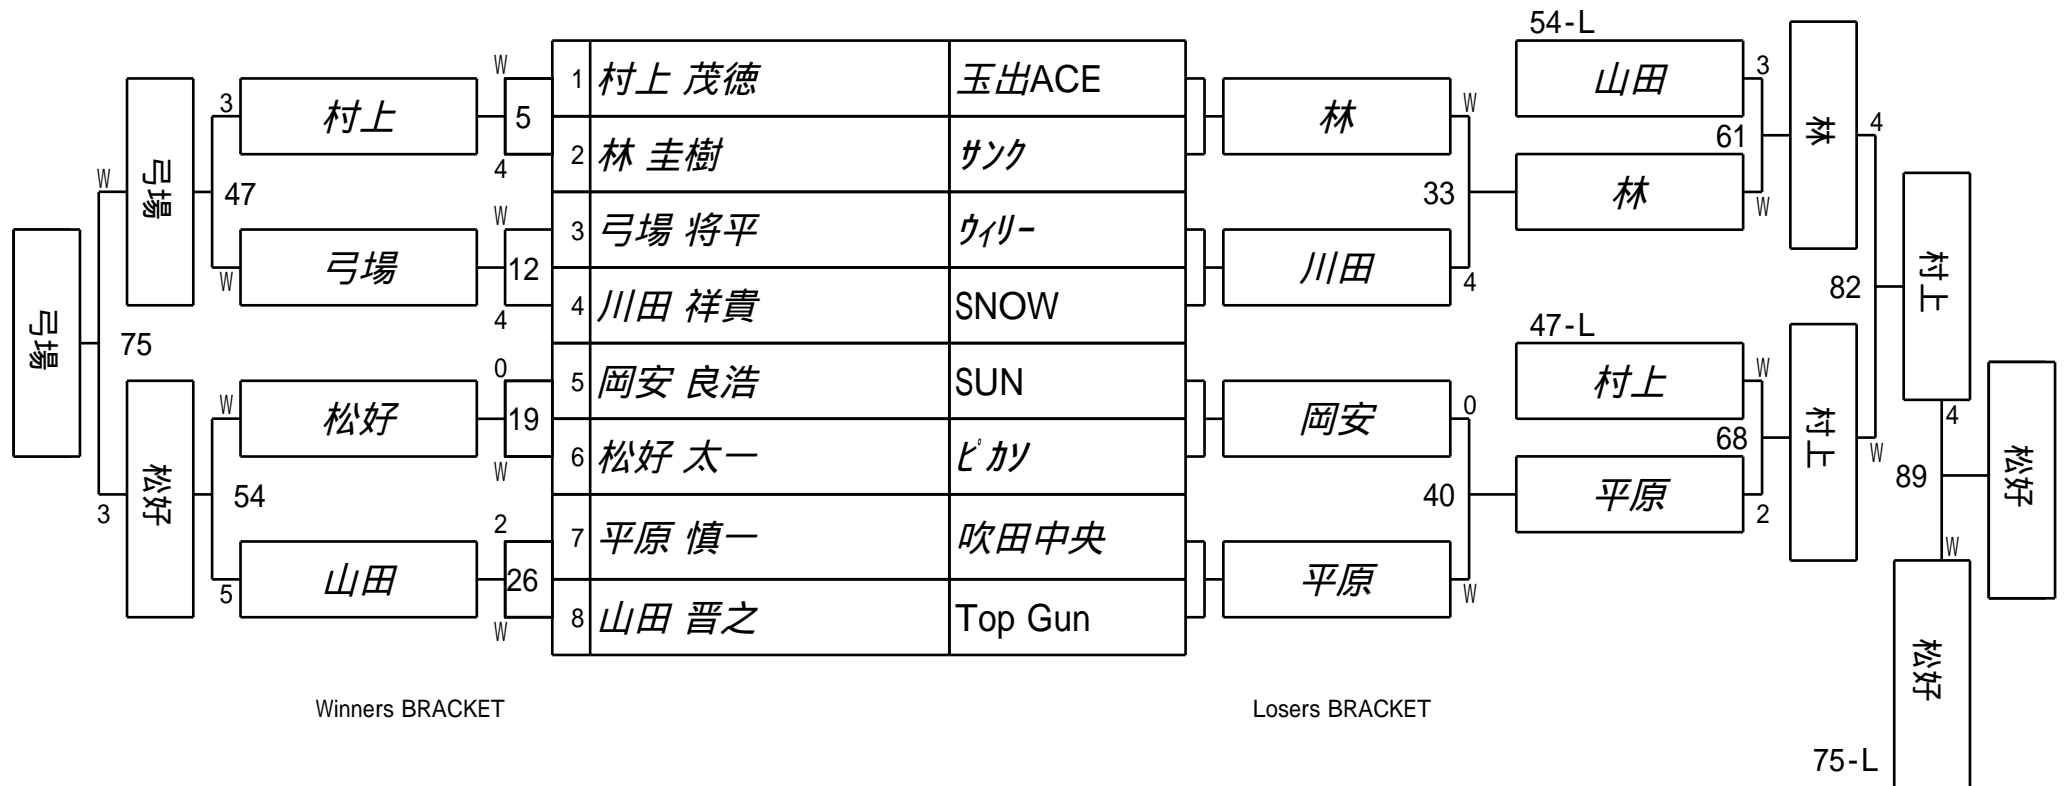 54-L
W
1 村上 茂徳 玉出ACE
山田
3
3
村上
5
林
W
林
4
2 林 圭樹 ｻﾝｸ
4
61
W
弓場
47
33
林
W
W
3 弓場 将平 ｳｨﾘｰ
弓場
12
川田
W
4
4 川田 祥貴 SNOW
4
村上
82
弓場
75
47-L
0
5 岡安 良浩 SUN
村上
W
W
松好
19
岡安
0
村上
4
W
6 松好 太一 ﾋﾟｶｿ
68
W
松好
54
40
平原
2
89
松好
3
2
7 平原 慎一 吹田中央
山田
26
平原
W
5
W
8 山田 晋之 Top Gun
W
松好
Winners BRACKET
Losers BRACKET
75-L